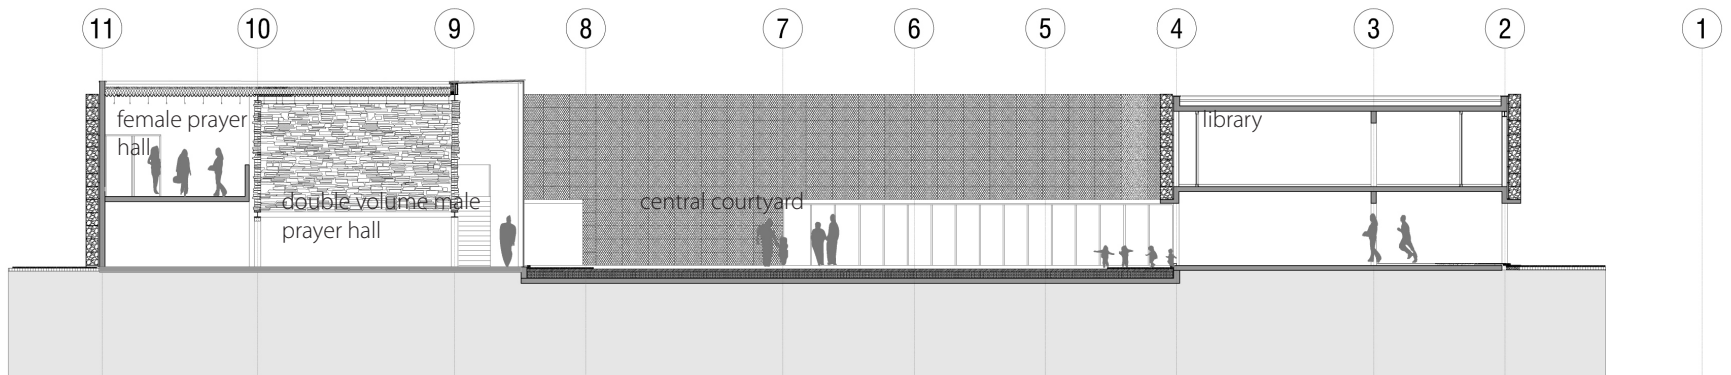 11 10 9 8 7 6 5 4 3 2 1
female prayer
hall
library
double volume male
prayer hall
central courtyard